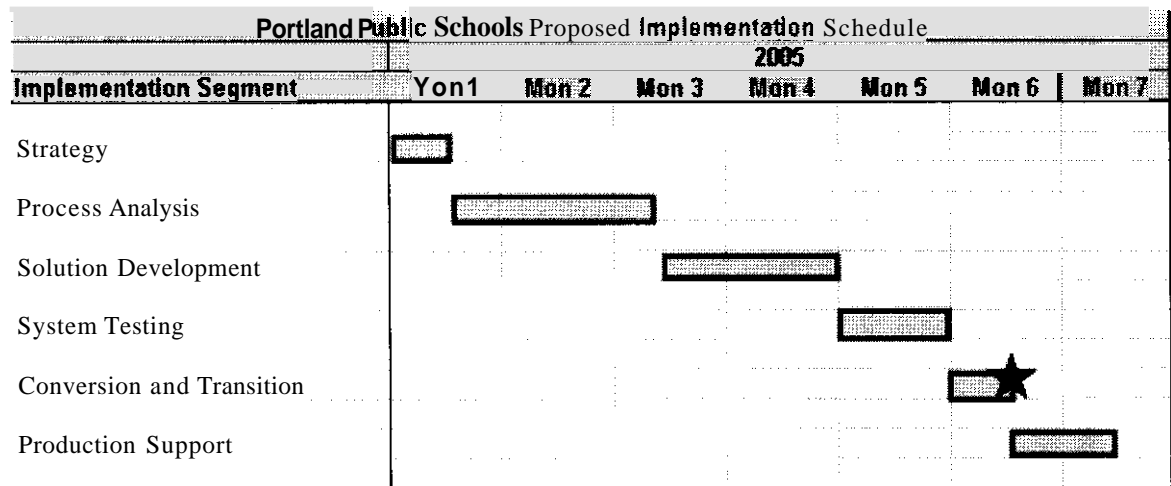 Portland Public Schools Proposed Implementation Schedule
2005
Implementation Segment Yon1 Mon 2 Mon 3 Mon 4 Mon 5 Mon 6 Mon 7
Strategy
Process Analysis
Solution Development
System Testing
Conversion and Transition
Production Support